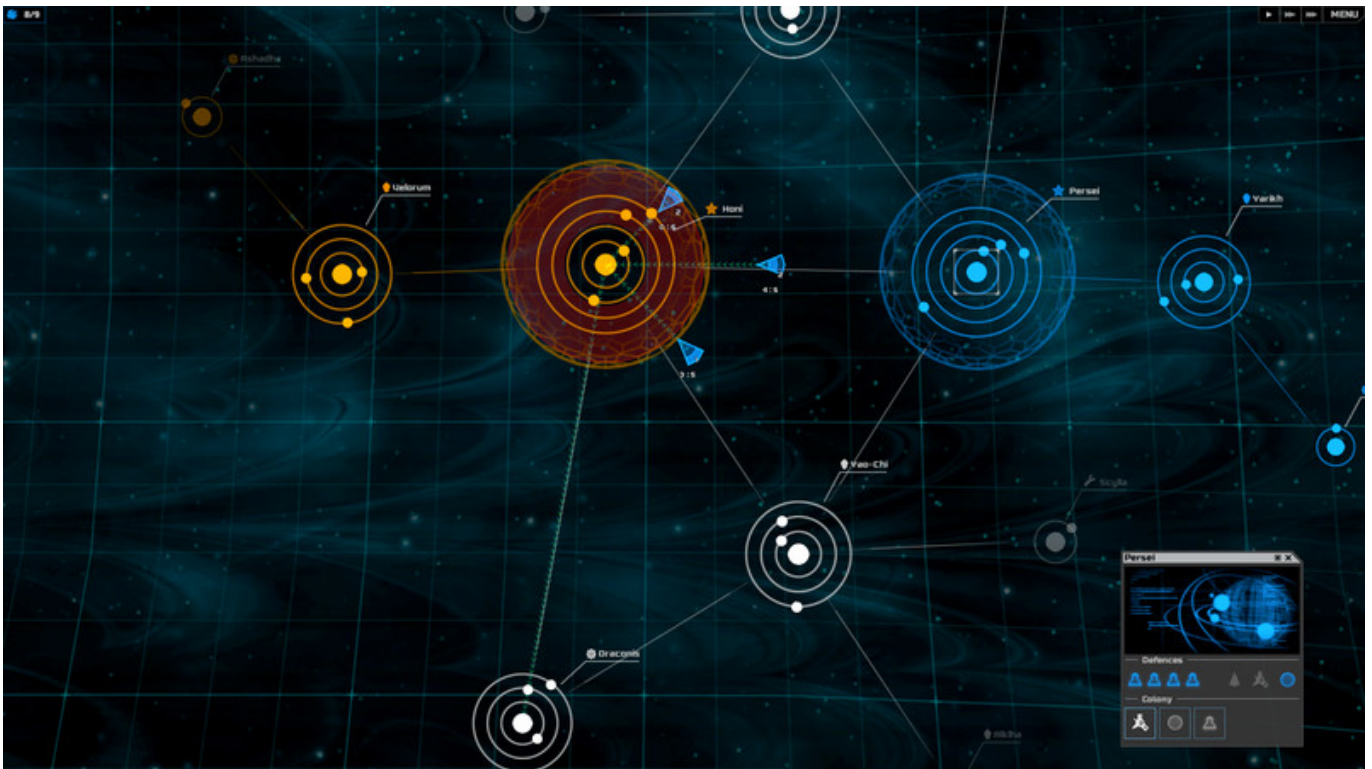 8/9
MENU
Ashadha
Velorum
Honi
2
4:5
3:5
Persei
Yarikh
Yao-Chi
Scylla
Draconis
Persei
Defences
Colony